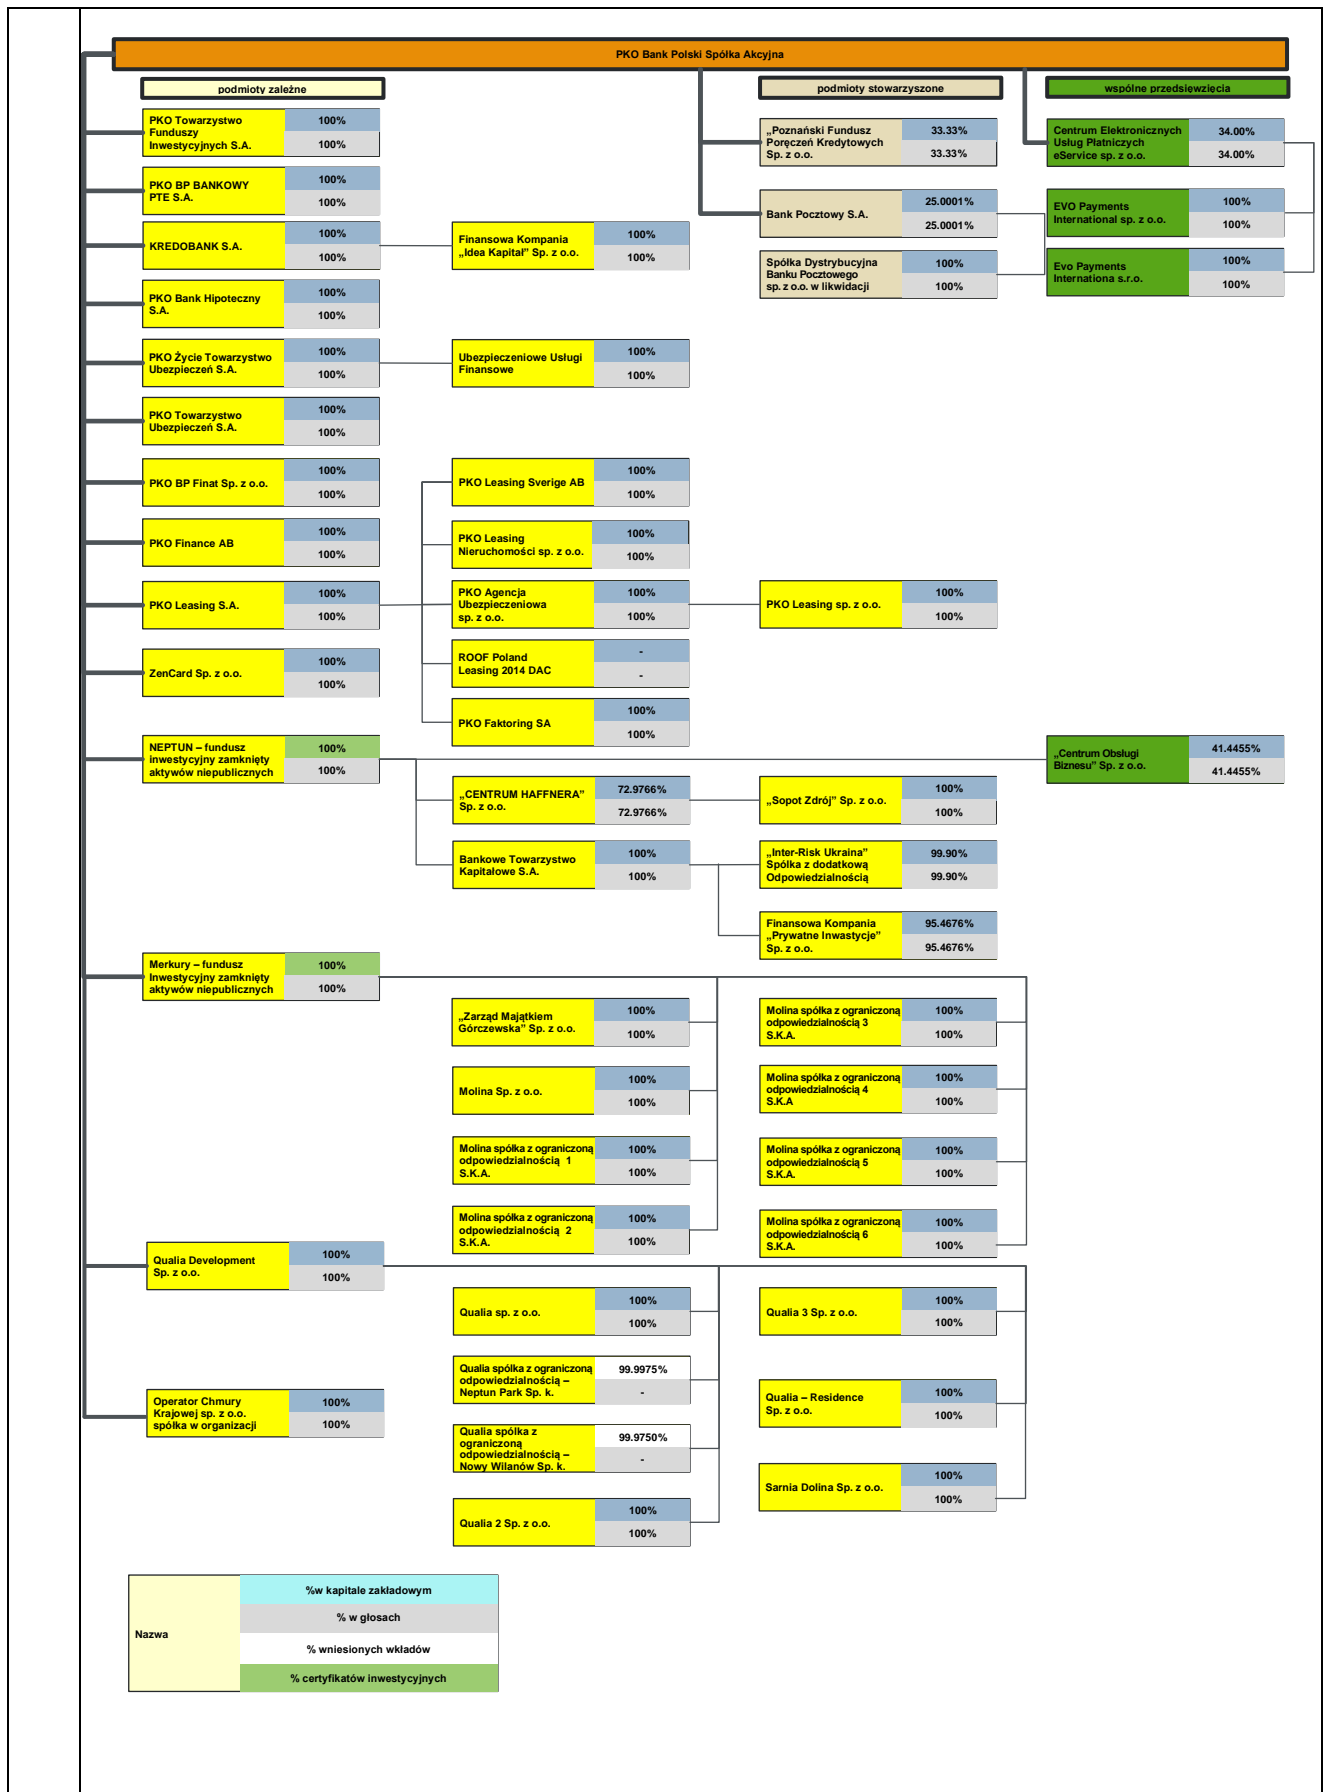 PKO Bank Polski Spółka Akcyjna
podmioty zależne
podmioty stowarzyszone
wspólne przedsięwzięcia
PKO Towarzystwo
Funduszy
Inwestycyjnych S.A.
100%
100%
„Poznański Fundusz
Poręczeń Kredytowych
Sp. z o.o.
33.33%
33.33%
Centrum Elektronicznych
Usług Płatniczych
eService sp. z o.o.
34.00%
34.00%
PKO BP BANKOWY
PTE S.A.
100%
100%
Bank Pocztowy S.A.
25.0001%
25.0001%
EVO Payments
International sp. z o.o.
100%
100%
KREDOBANK S.A.
100%
100%
Finansowa Kompania
„Idea Kapitał” Sp. z o.o.
100%
100%
Spółka Dystrybucyjna
Banku Pocztowego
sp. z o.o. w likwidacji
100%
100%
Evo Payments
Internationa s.r.o.
100%
100%
PKO Bank Hipoteczny
S.A.
100%
100%
PKO Życie Towarzystwo
Ubezpieczeń S.A.
100%
100%
Ubezpieczeniowe Usługi
Finansowe
100%
100%
PKO Towarzystwo
Ubezpieczeń S.A.
100%
100%
PKO BP Finat Sp. z o.o.
100%
100%
PKO Leasing Sverige AB
100%
100%
PKO Finance AB
100%
100%
PKO Leasing
Nieruchomości sp. z o.o.
100%
100%
PKO Leasing S.A.
100%
100%
PKO Agencja
Ubezpieczeniowa
sp. z o.o.
100%
100%
PKO Leasing sp. z o.o.
100%
100%
ZenCard Sp. z o.o.
100%
100%
ROOF Poland
Leasing 2014 DAC
-
-
PKO Faktoring SA
100%
100%
NEPTUN – fundusz
inwestycyjny zamknięty
aktywów niepublicznych
100%
100%
„Centrum Obsługi
Biznesu” Sp. z o.o.
41.4455%
41.4455%
„CENTRUM HAFFNERA”
Sp. z o.o.
72.9766%
72.9766%
„Sopot Zdrój” Sp. z o.o.
100%
100%
Bankowe Towarzystwo
Kapitałowe S.A.
100%
100%
„Inter-Risk Ukraina”
Spólka z dodatkową
Odpowiedzialnością
99.90%
99.90%
Finansowa Kompania
„Prywatne Inwastycje”
Sp. z o.o.
95.4676%
95.4676%
Merkury – fundusz
Inwestycyjny zamknięty
aktywów niepublicznych
100%
100%
„Zarząd Majątkiem
Górczewska” Sp. z o.o.
100%
100%
Molina spółka z ograniczoną
odpowiedzialnością 3
S.K.A.
100%
100%
Molina Sp. z o.o.
100%
100%
Molina spółka z ograniczoną
odpowiedzialnością 4
S.K.A
100%
100%
Molina spółka z ograniczoną
odpowiedzialnością 1
S.K.A.
100%
100%
Molina spółka z ograniczoną
odpowiedzialnością 5
S.K.A.
100%
100%
Molina spółka z ograniczoną
odpowiedzialnością 2
S.K.A.
100%
100%
Molina spółka z ograniczoną
odpowiedzialnością 6
S.K.A.
100%
100%
Qualia Development
Sp. z o.o.
100%
100%
Qualia sp. z o.o.
100%
100%
Qualia 3 Sp. z o.o.
100%
100%
Qualia spólka z ograniczoną
odpowiedzialnością –
Neptun Park Sp. k.
99.9975%
-
Qualia – Residence
Sp. z o.o.
100%
100%
Operator Chmury
Krajowej sp. z o.o.
spółka w organizacji
100%
100%
Qualia spólka z
ograniczoną
odpowiedzialnością –
Nowy Wilanów Sp. k.
99.9750%
-
Sarnia Dolina Sp. z o.o.
100%
100%
Qualia 2 Sp. z o.o.
100%
100%
Nazwa
%w kapitale zakładowym
% w głosach
% wniesionych wkładów
% certyfikatów inwestycyjnych